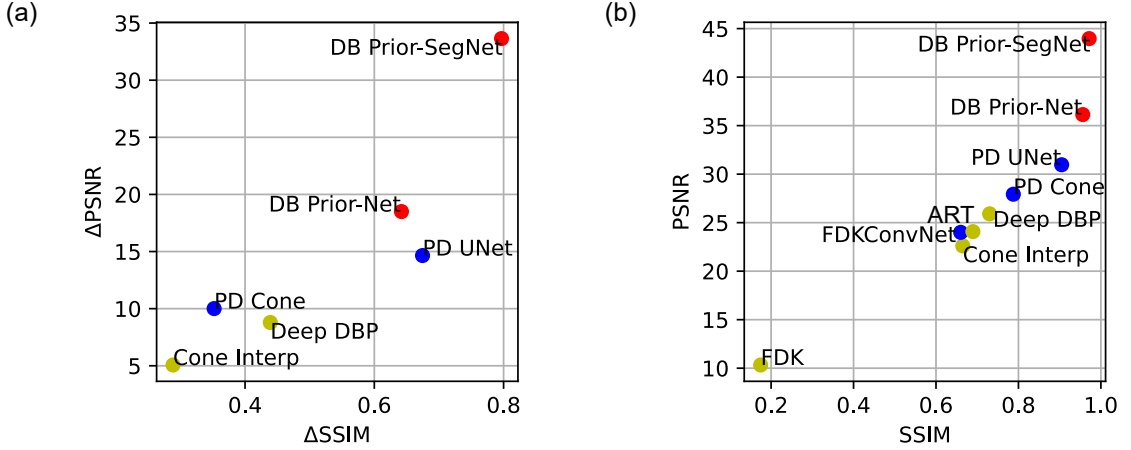 (a)
35
30
25
20
15
10
5
ΔPSNR
DB Prior-SegNet
DB Prior-Net
PD UNet
PD Cone
Deep DBP
Cone Interp
0.4
0.6
0.8
ΔSSIM
(b)
45
40
35
30
25
20
15
10
PSNR
DB Prior-SegNet
DB Prior-Net
PD UNet
PD Cone
ART
Deep DBP
FDKConvNet
Cone Interp
FDK
0.2
0.4
0.6
0.8
1.0
SSIM